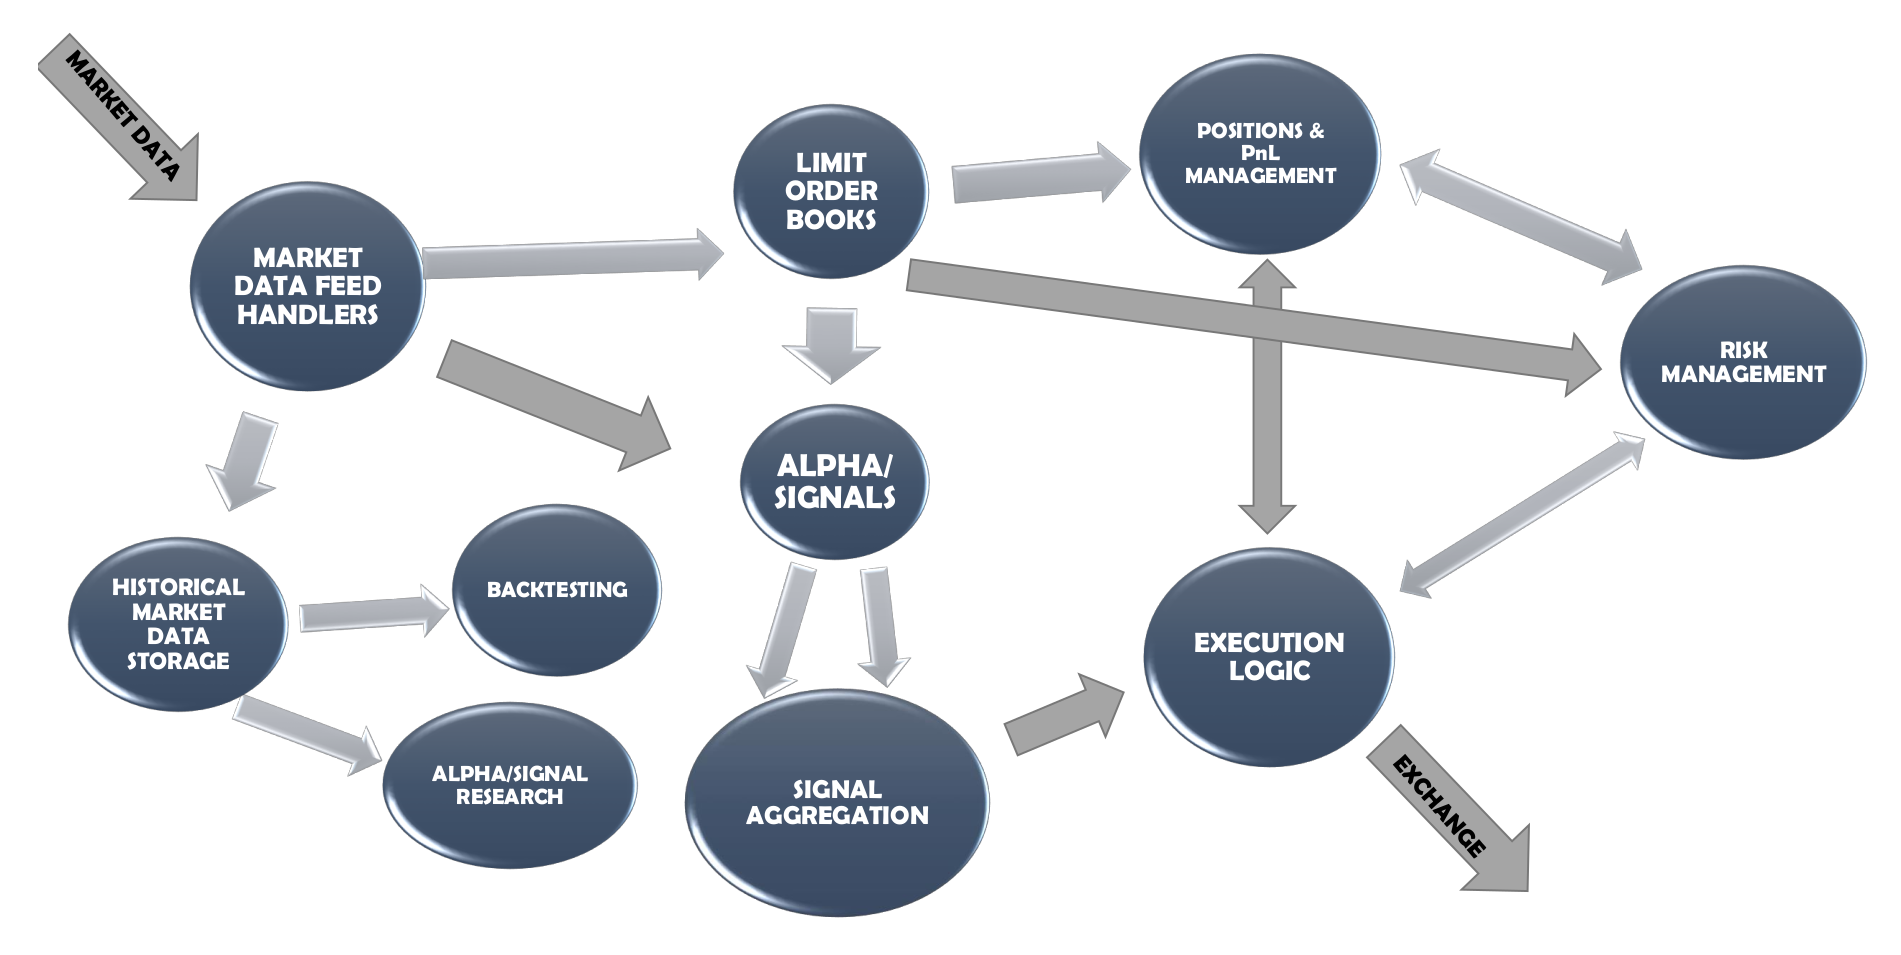 MARKET DATA
MARKET
DATA FEED
HANDLERS
LIMIT
ORDER
BOOKS
POSITIONS &
PnL
MANAGEMENT
RISK
MANAGEMENT
ALPHA/
SIGNALS
HISTORICAL
MARKET
DATA
STORAGE
BACKTESTING
ALPHA/SIGNAL
RESEARCH
SIGNAL
AGGREGATION
EXECUTION
LOGIC
EXCHANGE